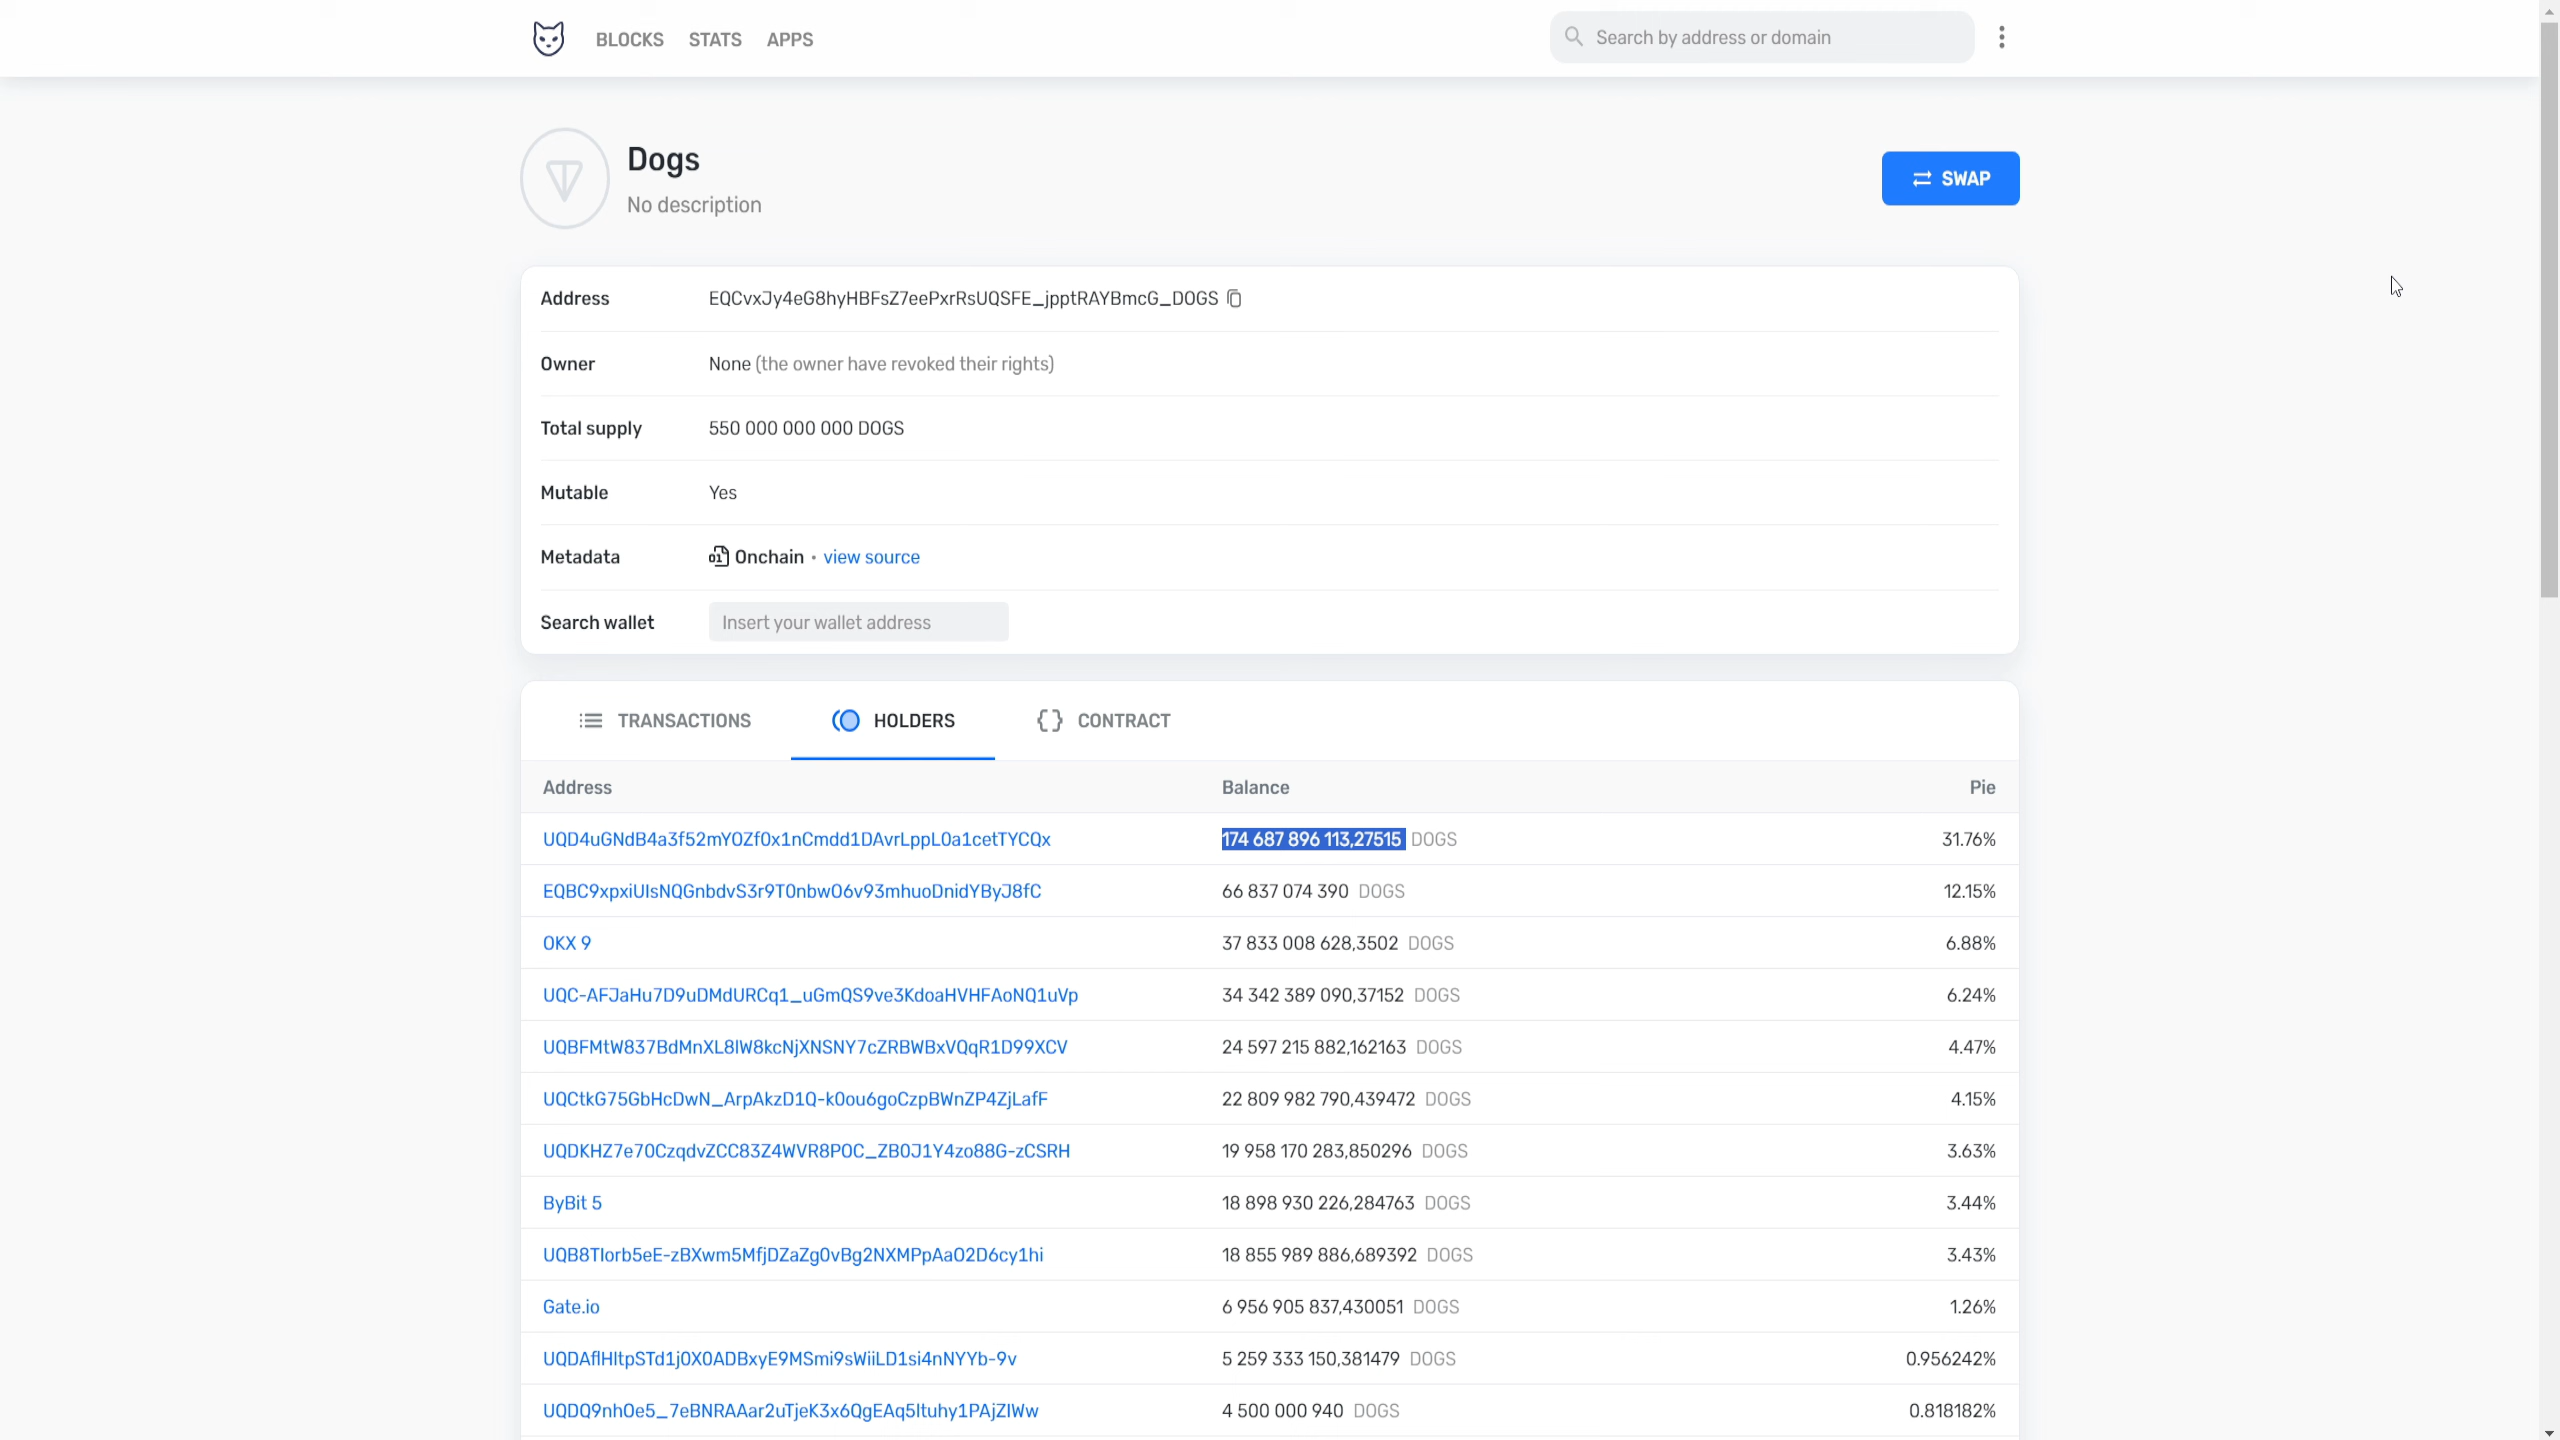 BLOCKS STATS APPS
Search by address or domain
Dogs
No description
SWAP
Address EQCvxJy4eG8hyHBFsZ7eePxrRsUQSFE_jpptRAYBmcG_DOGS
Owner None (the owner have revoked their rights)
Total supply 550 000 000 000 DOGS
Mutable Yes
Metadata Onchain · view source
Search wallet Insert your wallet address
TRANSACTIONS HOLDERS CONTRACT
Address Balance Pie
UQD4uGNdB4a3f52mYOZf0x1nCmdd1DAvrLppL0a1cetTYCQx 174 687 896 113,27515 DOGS 31.76%
EQBC9xpxiUIsNQGnbdvS3r9T0nbwO6v93mhuoDnidYByJ8fC 66 837 074 390 DOGS 12.15%
OKX 9 37 833 008 628,3502 DOGS 6.88%
UQC-AFJaHu7D9uDMdURCq1_uGmQS9ve3KdoaHVHFAoNQ1uVp 34 342 389 090,37152 DOGS 6.24%
UQBFMtW837BdMnXL8lW8kcNjXNSNY7cZRBWBxVQqR1D99XCV 24 597 215 882,162163 DOGS 4.47%
UQCtkG75GbHcDwN_ArpAkzD1Q-k0ou6goCzpBWnZP4ZjLafF 22 809 982 790,439472 DOGS 4.15%
UQDKHZ7e70CzqdvZCC83Z4WVR8POC_ZB0J1Y4zo88G-zCSRH 19 958 170 283,850296 DOGS 3.63%
ByBit 5 18 898 930 226,284763 DOGS 3.44%
UQB8TIorb5eE-zBXwm5MfjDZaZg0vBg2NXMPpAaO2D6cy1hi 18 855 989 886,689392 DOGS 3.43%
Gate.io 6 956 905 837,430051 DOGS 1.26%
UQDAflHItpSTd1j0X0ADBxyE9MSmi9sWiiLD1si4nNYYb-9v 5 259 333 150,381479 DOGS 0.956242%
UQDQ9nhOe5_7eBNRAAar2uTjeK3x6QgEAq5ltuhy1PAjZIWw 4 500 000 940 DOGS 0.818182%